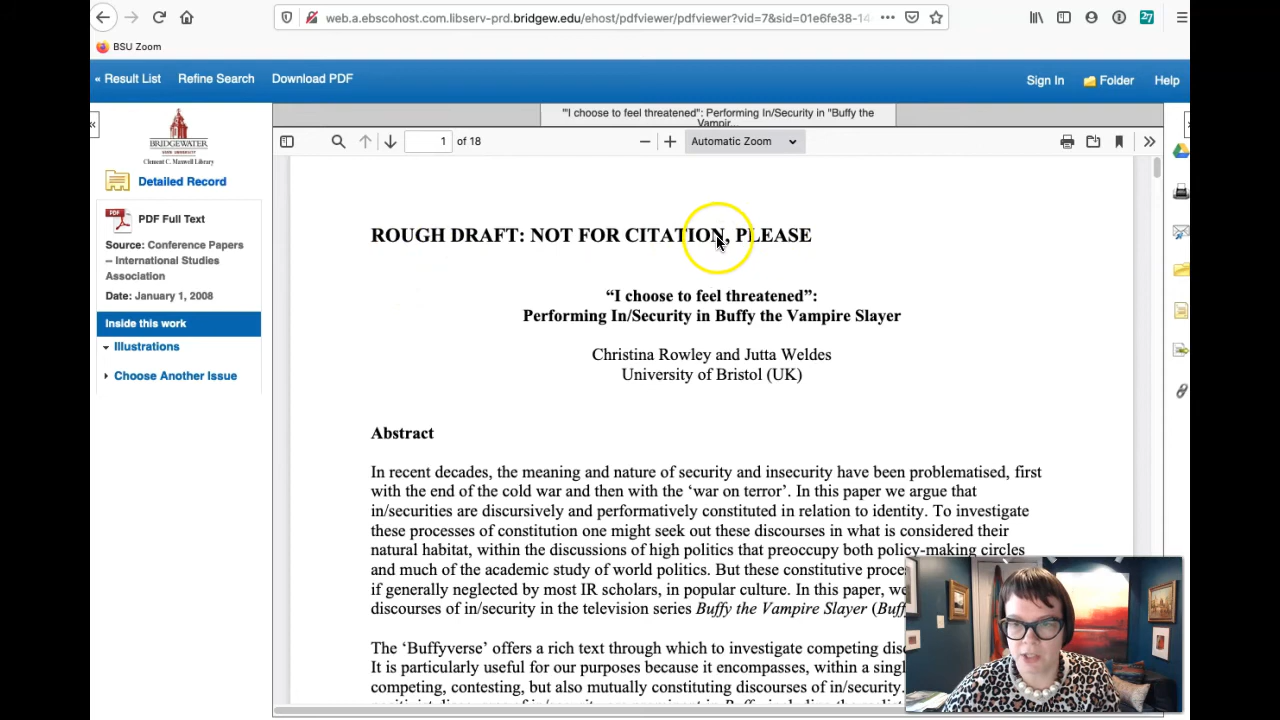 web.a.ebscohost.com.libserv-prd.bridgew.edu/ehost/pdfviewer/pdfviewer?vid=7&sid=01e6fe38-14
BSU Zoom
« Result List Refine Search Download PDF Sign In Folder Help
"I choose to feel threatened": Performing In/Security in "Buffy the
Vampir...
1 of 18 Automatic Zoom
BRIDGEWATER
STATE UNIVERSITY
Clement C. Maxwell Library
Detailed Record
PDF Full Text
Source: Conference Papers
-- International Studies
Association
Date: January 1, 2008
Inside this work
Illustrations
Choose Another Issue
ROUGH DRAFT: NOT FOR CITATION, PLEASE
“I choose to feel threatened”:
Performing In/Security in Buffy the Vampire Slayer
Christina Rowley and Jutta Weldes
University of Bristol (UK)
Abstract
In recent decades, the meaning and nature of security and insecurity have been problematised, first
with the end of the cold war and then with the ‘war on terror’. In this paper we argue that
in/securities are discursively and performatively constituted in relation to identity. To investigate
these processes of constitution one might seek out these discourses in what is considered their
natural habitat, within the discussions of high politics that preoccupy both policy-making circles
and much of the academic study of world politics. But these constitutive proce
if generally neglected by most IR scholars, in popular culture. In this paper, we
discourses of in/security in the television series Buffy the Vampire Slayer (Buff
The ‘Buffyverse’ offers a rich text through which to investigate competing dis
It is particularly useful for our purposes because it encompasses, within a singl
competing, contesting, but also mutually constituting discourses of in/security.